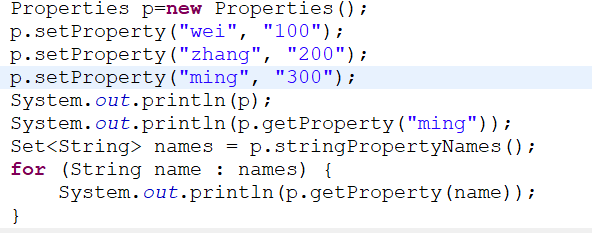 Properties p=new Properties();
p.setProperty("wei", "100");
p.setProperty("zhang", "200");
p.setProperty("ming", "300");
System.out.println(p);
System.out.println(p.getProperty("ming"));
Set<String> names = p.stringPropertyNames();
for (String name : names) {
    System.out.println(p.getProperty(name));
}